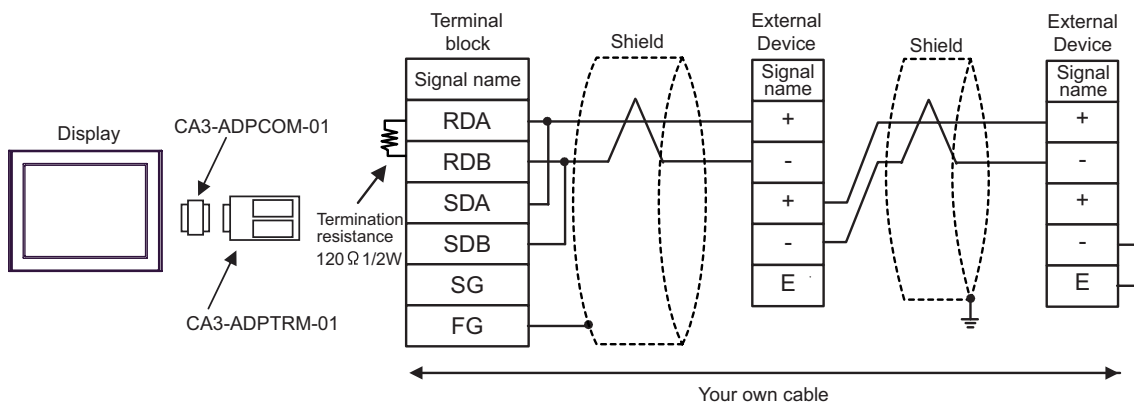 Display
CA3-ADPCOM-01
CA3-ADPTRM-01
Termination
resistance
120 Ω 1/2W
Terminal
block
Signal name
RDA
RDB
SDA
SDB
SG
FG
Shield
External
Device
Signal
name
+
-
+
-
E
Shield
External
Device
Signal
name
+
-
+
-
E
Your own cable